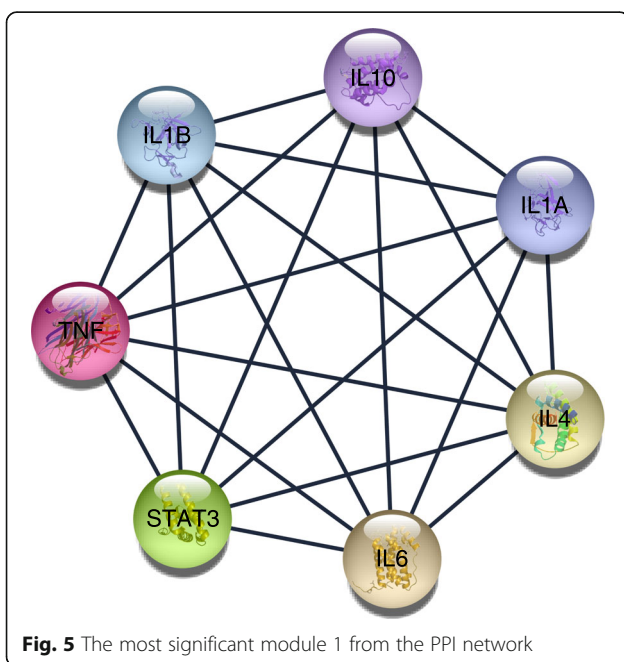 IL10
IL1B
IL1A
TNF
IL4
STAT3
IL6
Fig. 5 The most significant module 1 from the PPI network